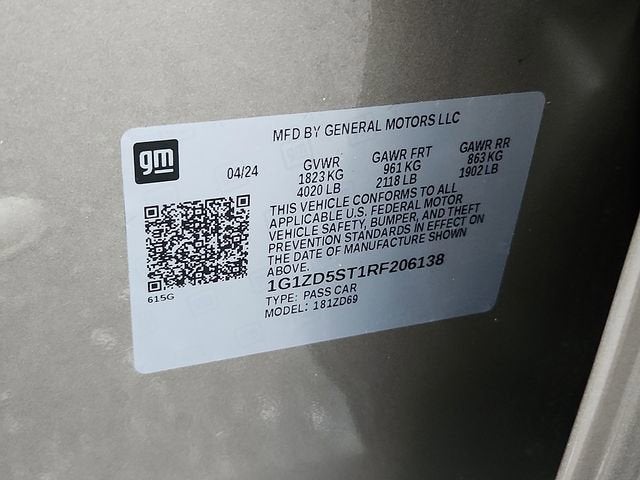 MFD BY GENERAL MOTORS LLC
gm
04/24
GVWR GAWR FRT GAWR RR
1823 KG 961 KG 863 KG
4020 LB 2118 LB 1902 LB
THIS VEHICLE CONFORMS TO ALL
APPLICABLE U.S. FEDERAL MOTOR
VEHICLE SAFETY, BUMPER, AND THEFT
PREVENTION STANDARDS IN EFFECT ON
THE DATE OF MANUFACTURE SHOWN
ABOVE.
1G1ZD5ST1RF206138
TYPE: PASS CAR
MODEL: 181ZD69
615G